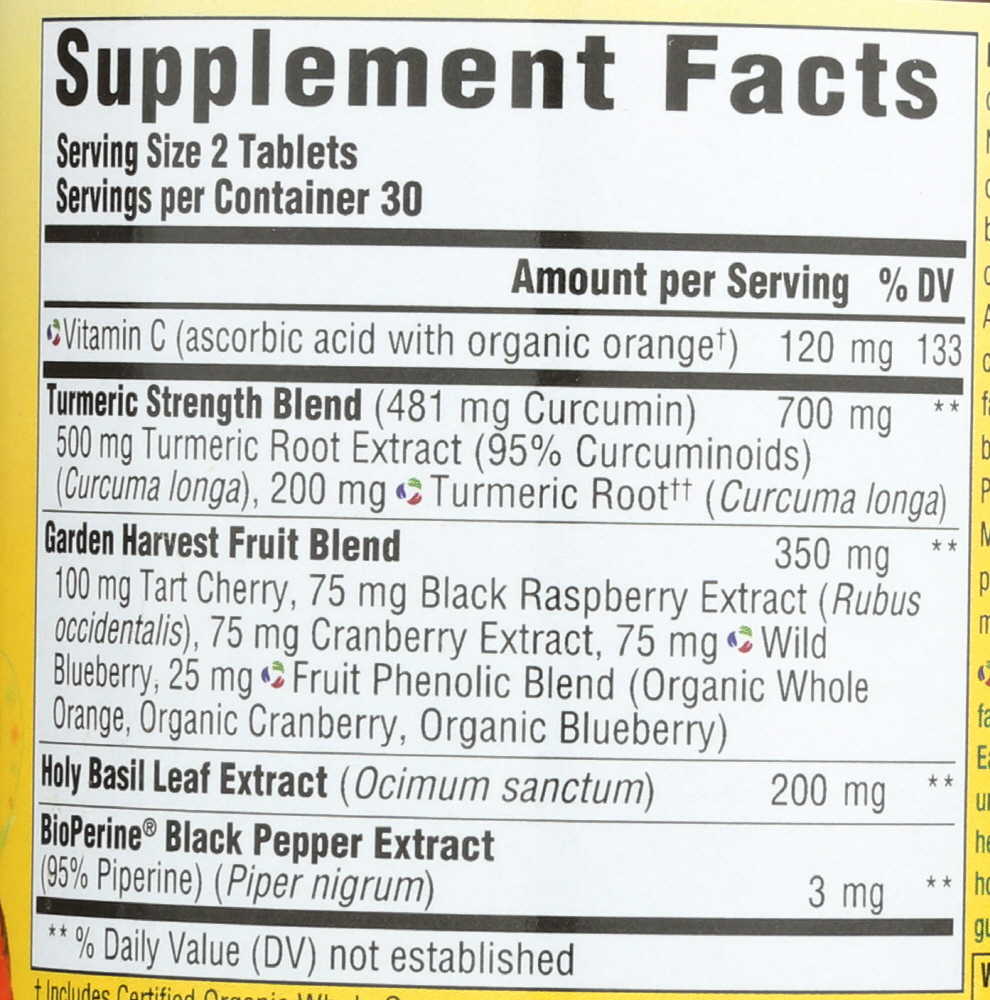 Supplement Facts
Serving Size 2 Tablets
Servings per Container 30
Amount per Serving % DV
Vitamin C (ascorbic acid with organic orange†) 120 mg 133
Turmeric Strength Blend (481 mg Curcumin) 700 mg **
500 mg Turmeric Root Extract (95% Curcuminoids)
(Curcuma longa), 200 mg Turmeric Root†† (Curcuma longa)
Garden Harvest Fruit Blend 350 mg **
100 mg Tart Cherry, 75 mg Black Raspberry Extract (Rubus
occidentalis), 75 mg Cranberry Extract, 75 mg Wild
Blueberry, 25 mg Fruit Phenolic Blend (Organic Whole
Orange, Organic Cranberry, Organic Blueberry)
Holy Basil Leaf Extract (Ocimum sanctum) 200 mg **
BioPerine® Black Pepper Extract
(95% Piperine) (Piper nigrum) 3 mg **
** % Daily Value (DV) not established
† Includes Certified Organic Whole